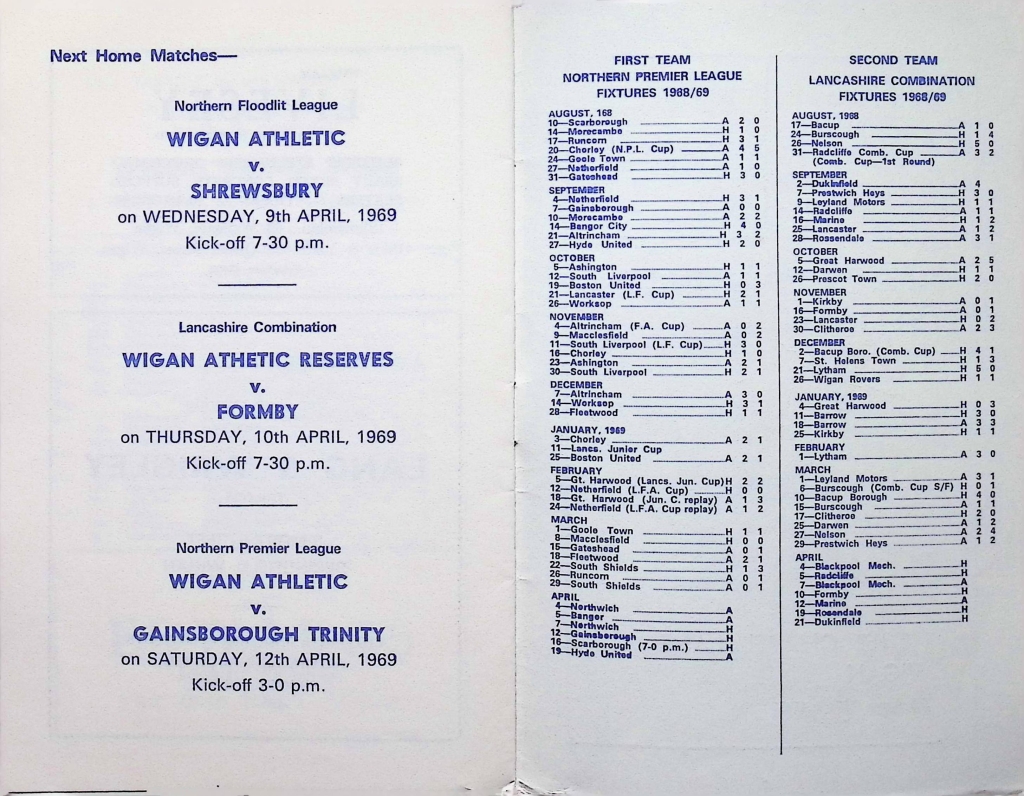 Next Home Matches—
Northern Floodlit League
WIGAN ATHLETIC
v.
SHREWSBURY
on WEDNESDAY, 9th APRIL, 1969
Kick-off 7-30 p.m.
Lancashire Combination
WIGAN ATHETIC RESERVES
v.
FORMBY
on THURSDAY, 10th APRIL, 1969
Kick-off 7-30 p.m.
Northern Premier League
WIGAN ATHLETIC
v.
GAINSBOROUGH TRINITY
on SATURDAY, 12th APRIL, 1969
Kick-off 3-0 p.m.
FIRST TEAM
NORTHERN PREMIER LEAGUE
FIXTURES 1968/69
AUGUST, 168
10—Scarborough A 2 0
14—Morecambe H 1 0
17—Runcorn H 3 1
20—Chorley (N.P.L. Cup) A 4 5
24—Goole Town A 1 1
27—Netherfield A 1 0
31—Gateshead H 3 0
SEPTEMBER
4—Netherfield H 3 1
7—Gainsborough A 0 0
10—Morecambe A 2 2
14—Bangor City H 4 0
21—Altrincham H 3 2
27—Hyde United H 2 0
OCTOBER
5—Ashington H 1 1
12—South Liverpool A 1 1
19—Boston United H 0 3
21—Lancaster (L.F. Cup) H 2 1
26—Worksop A 1 1
NOVEMBER
4—Altrincham (F.A. Cup) A 0 2
9—Macclesfield A 0 2
11—South Liverpool (L.F. Cup) H 3 0
16—Chorley H 1 0
23—Ashington A 2 1
30—South Liverpool H 2 1
DECEMBER
7—Altrincham A 3 0
14—Worksop H 3 1
28—Fleetwood H 1 1
JANUARY, 1969
3—Chorley A 2 1
11—Lancs. Junior Cup
25—Boston United A 2 1
FEBRUARY
5—Gt. Harwood (Lancs. Jun. Cup) H 2 2
12—Netherfield (L.F.A. Cup) H 0 0
18—Gt. Harwood (Jun. C. replay) A 1 3
24—Netherfield (L.F.A. Cup replay) A 1 2
MARCH
1—Goole Town H 1 1
8—Macclesfield H 0 0
15—Gateshead A 0 1
18—Fleetwood A 2 1
22—South Shields H 1 3
26—Runcorn A 0 1
29—South Shields A 0 1
APRIL
4—Northwich A
5—Bangor A
7—Northwich H
12—Gainsborough H
16—Scarborough (7-0 p.m.) H
19—Hyde United A
SECOND TEAM
LANCASHIRE COMBINATION
FIXTURES 1968/69
AUGUST, 1968
17—Bacup A 1 0
24—Burscough H 1 4
26—Nelson H 5 0
31—Radcliffe Comb. Cup A 3 2
(Comb. Cup—1st Round)
SEPTEMBER
2—Dukinfield A 4
7—Prestwich Heys H 3 0
9—Leyland Motors H 1 1
14—Radcliffe A 1 1
16—Marine H 1 2
25—Lancaster A 1 2
28—Rossendale A 3 1
OCTOBER
5—Great Harwood A 2 5
12—Darwen H 1 1
26—Prescot Town H 2 0
NOVEMBER
1—Kirkby A 0 1
16—Formby A 0 1
23—Lancaster H 0 2
30—Clitheroe A 2 3
DECEMBER
2—Bacup Boro. (Comb. Cup) H 4 1
7—St. Helens Town H 1 3
21—Lytham H 5 0
26—Wigan Rovers H 1 1
JANUARY, 1969
4—Great Harwood H 0 3
11—Barrow H 3 0
18—Barrow A 3 3
25—Kirkby H 1 1
FEBRUARY
1—Lytham A 3 0
MARCH
1—Leyland Motors A 3 1
6—Burscough (Comb. Cup S/F) H 0 1
10—Bacup Borough H 4 0
15—Burscough A 1 1
17—Clitheroe H 2 0
25—Darwen A 1 2
27—Nelson A 2 4
29—Prestwich Heys A 1 2
APRIL
4—Blackpool Mech. H
5—Radcliffe H
7—Blackpool Mech. A
10—Formby H
12—Marine A
19—Rosendale H
21—Dukinfield H